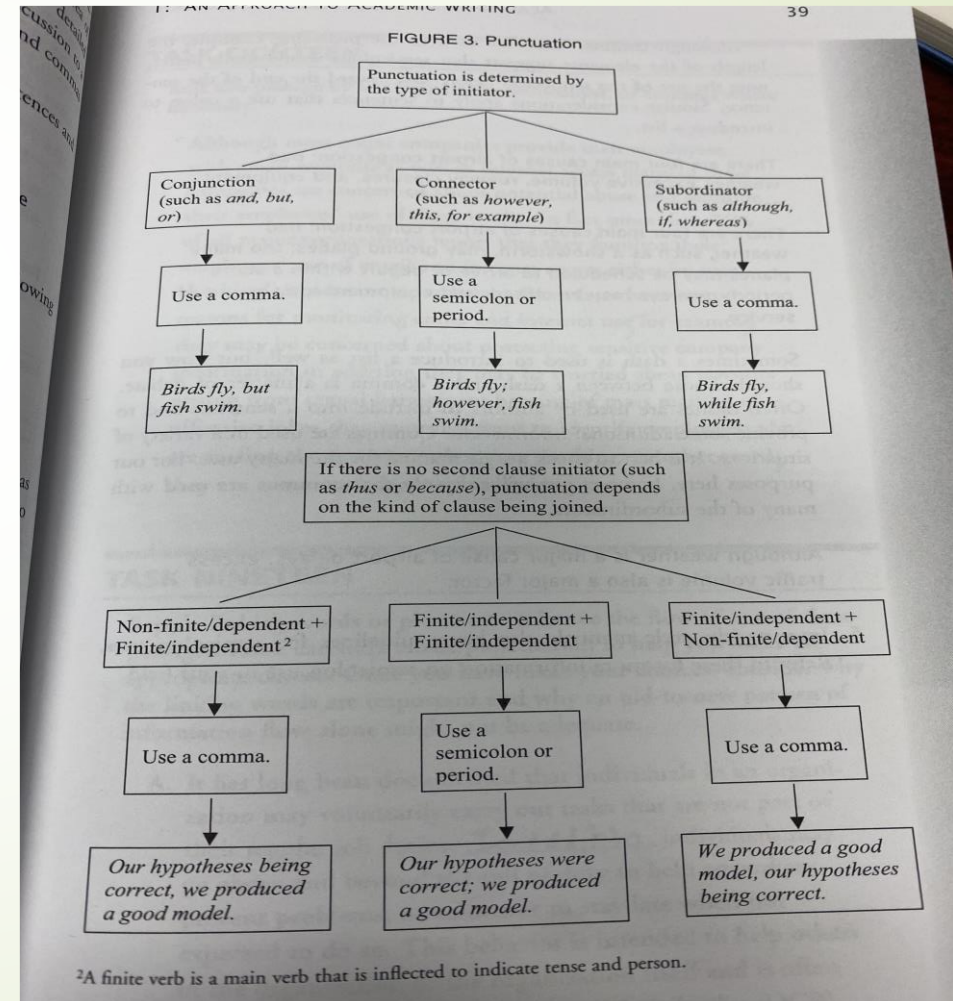 1: AN APPROACH TO ACADEMIC WRITING
39
FIGURE 3. Punctuation
Punctuation is determined by
the type of initiator.
Conjunction
(such as and, but,
or)
Connector
(such as however,
this, for example)
Subordinator
(such as although,
if, whereas)
Use a comma.
Use a
semicolon or
period.
Use a comma.
Birds fly, but
fish swim.
Birds fly;
however, fish
swim.
Birds fly,
while fish
swim.
If there is no second clause initiator (such
as thus or because), punctuation depends
on the kind of clause being joined.
Non-finite/dependent +
Finite/independent 2
Finite/independent +
Finite/independent
Finite/independent +
Non-finite/dependent
Use a comma.
Use a
semicolon or
period.
Use a comma.
Our hypotheses being
correct, we produced
a good model.
Our hypotheses were
correct; we produced
a good model.
We produced a good
model, our hypotheses
being correct.
2A finite verb is a main verb that is inflected to indicate tense and person.